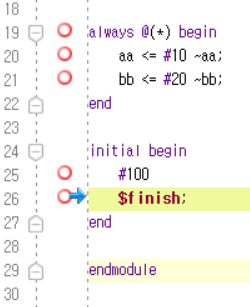 18
19 always @(*) begin
20 aa <= #10 ~aa;
21 bb <= #20 ~bb;
22 end
23
24 initial begin
25 #100
26 $finish;
27 end
28
29 endmodule
30